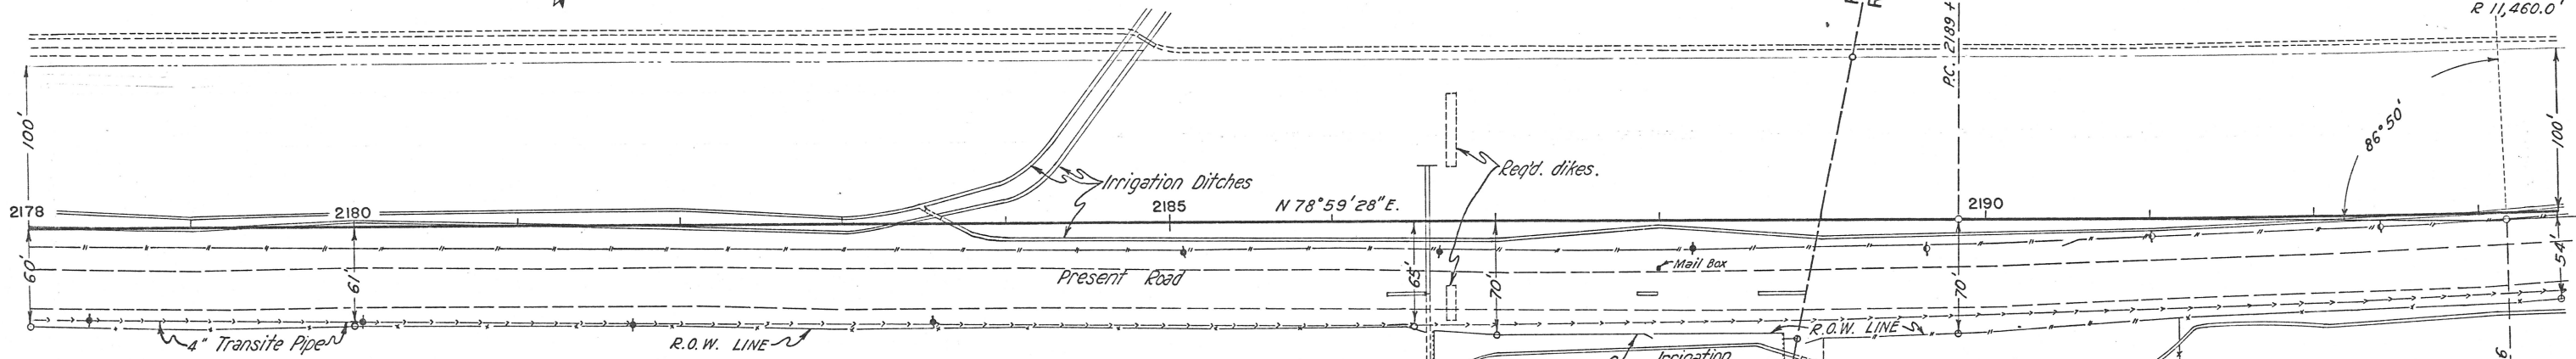 R 11,460.0'
P.C. 2189+
100'
100'
86°50'
Irrigation Ditches
Req'd. dikes.
2178
2180
2185
N 78°59'28"E.
2190
60'
61'
Present Road
65'
70'
Mail Box
70'
54'
4" Transite Pipe
R.O.W. LINE
R.O.W. LINE
Irrigation
6